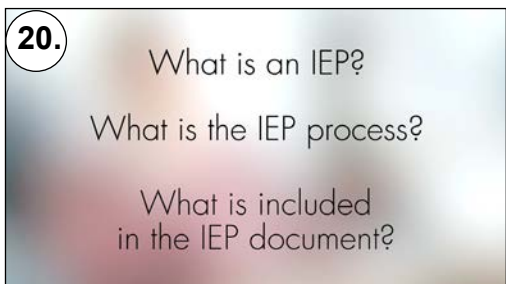 20.
What is an IEP?
What is the IEP process?
What is included
in the IEP document?